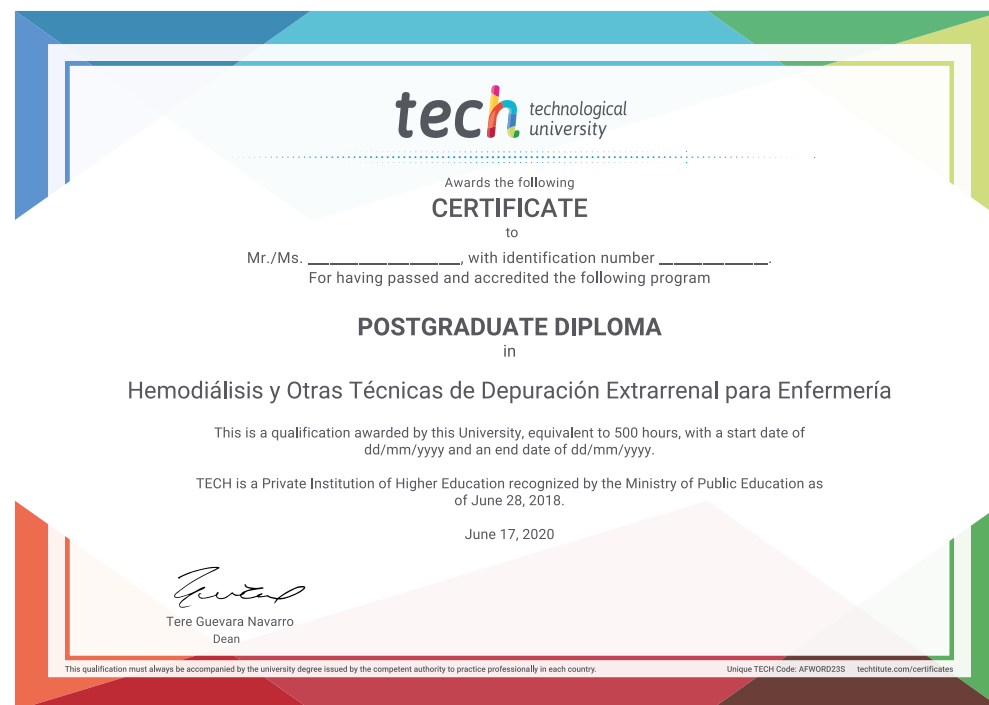 tech technological
university
Awards the following
CERTIFICATE
to
Mr./Ms. ____________________, with identification number ______________.
For having passed and accredited the following program
POSTGRADUATE DIPLOMA
in
Hemodiálisis y Otras Técnicas de Depuración Extrarrenal para Enfermería
This is a qualification awarded by this University, equivalent to 500 hours, with a start date of
dd/mm/yyyy and an end date of dd/mm/yyyy.
TECH is a Private Institution of Higher Education recognized by the Ministry of Public Education as
of June 28, 2018.
June 17, 2020
Tere Guevara Navarro
Dean
This qualification must always be accompanied by the university degree issued by the competent authority to practice professionally in each country.
Unique TECH Code: AFWORD23S techtitute.com/certificates